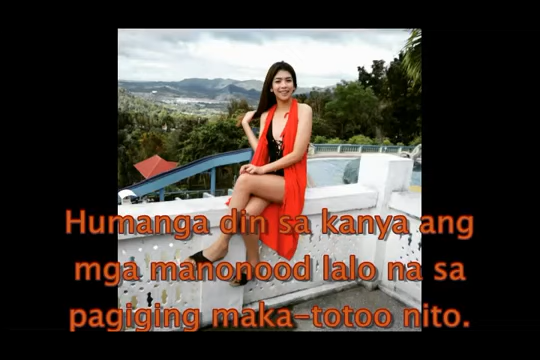 Humanga din sa kanya ang
mga manonood lalo na sa
pagiging maka-totoo nito.